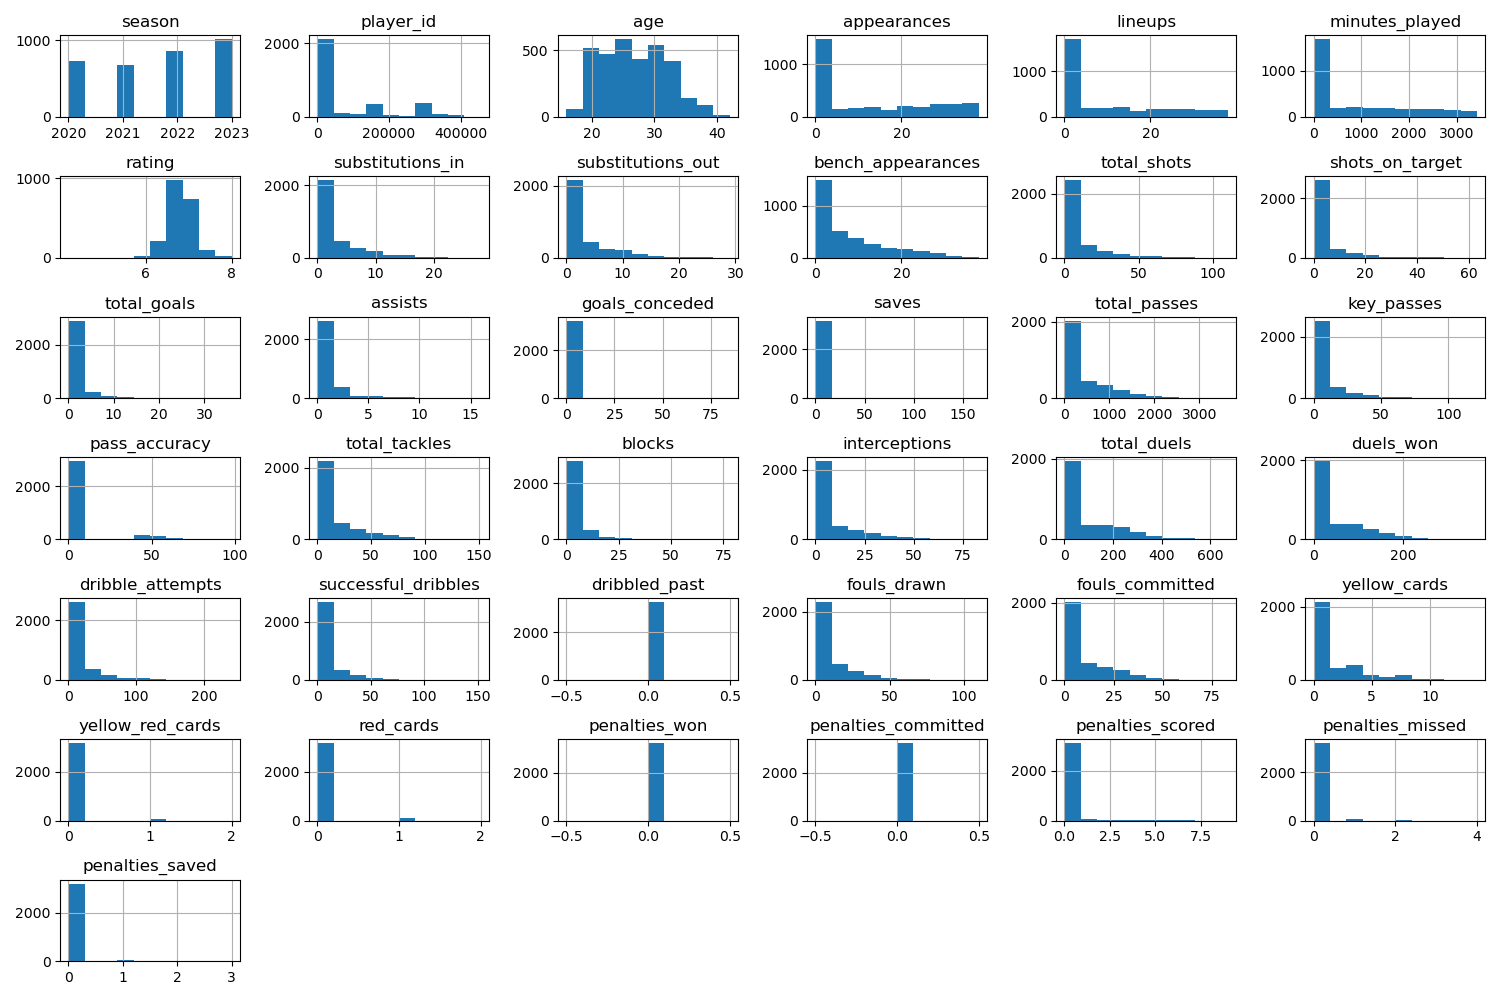 season player_id age appearances lineups minutes_played
1000 2000 500 1000 1000 1000
0 0 0 0 0 0
2020 2021 2022 2023 0 200000 400000 20 30 40 0 20 0 20 0 1000 2000 3000
rating substitutions_in substitutions_out bench_appearances total_shots shots_on_target
1000 2000 2000 1000 2000 2000
0 0 0 0 0 0
6 8 0 10 20 0 10 20 30 0 20 0 50 100 0 20 40 60
total_goals assists goals_conceded saves total_passes key_passes
2000 2000 2000 2000 2000 2000
0 0 0 0 0 0
0 10 20 30 0 5 10 15 0 25 50 75 0 50 100 150 0 1000 2000 3000 0 50 100
pass_accuracy total_tackles blocks interceptions total_duels duels_won
2000 2000 2000 2000 2000 2000
0 0 0 0 0 0
0 50 100 0 50 100 150 0 25 50 75 0 25 50 75 0 200 400 600 0 200
dribble_attempts successful_dribbles dribbled_past fouls_drawn fouls_committed yellow_cards
2000 2000 2000 2000 2000 2000
0 0 0 0 0 0
0 100 200 0 50 100 150 −0.5 0.0 0.5 0 50 100 0 25 50 75 0 5 10
yellow_red_cards red_cards penalties_won penalties_committed penalties_scored penalties_missed
2000 2000 2000 2000 2000 2000
0 0 0 0 0 0
0 1 2 0 1 2 −0.5 0.0 0.5 −0.5 0.0 0.5 0.0 2.5 5.0 7.5 0 2 4
penalties_saved
2000
0
0 1 2 3